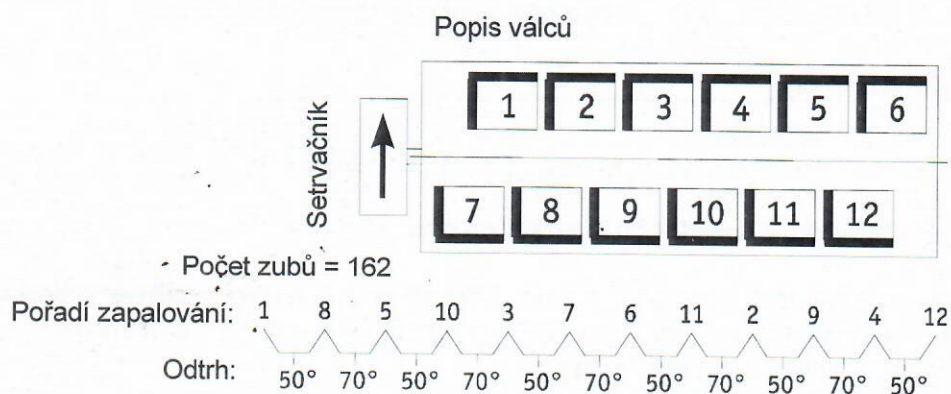 Popis válců
Setrvačník
1 2 3 4 5 6
7 8 9 10 11 12
Počet zubů = 162
Pořadí zapalování: 1 8 5 10 3 7 6 11 2 9 4 12
Odtrh: 50° 70° 50° 70° 50° 70° 50° 70° 50° 70° 50°